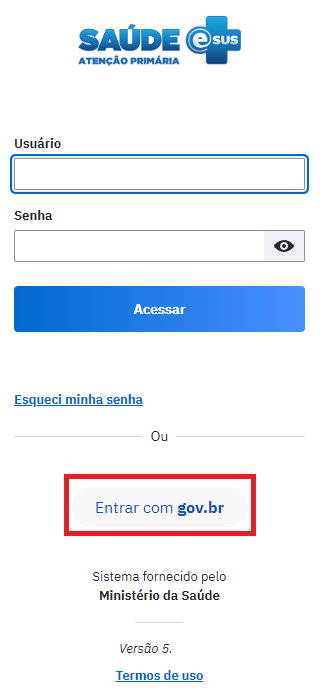 SAÚDE e SUS
ATENÇÃO PRIMÁRIA
Usuário
Senha
Acessar
Esqueci minha senha
Ou
Entrar com gov.br
Sistema fornecido pelo
Ministério da Saúde
Versão 5.
Termos de uso